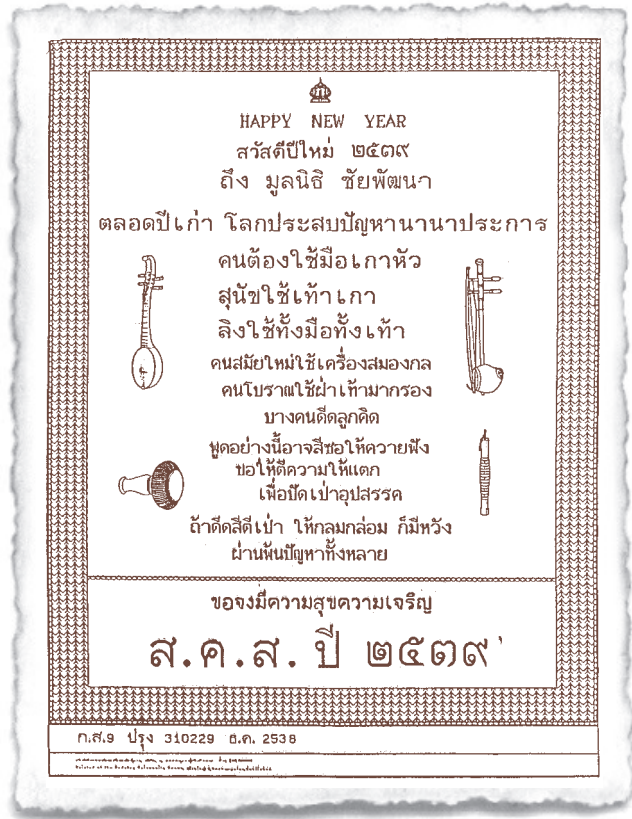 HAPPY NEW YEAR
สวัสดีปีใหม่ ๒๕๓๙
ถึง มูลนิธิ ชัยพัฒนา
ตลอดปีเก่า โลกประสบปัญหานานาประการ
คนต้องใช้มือเกาหัว
สุนัขใช้เท้าเกา
ลิงใช้ทั้งมือทั้งเท้า
คนสมัยใหม่ใช้เครื่องสมองกล
คนโบราณใช้ฝ่าเท้ามากรอง
บางคนดีดลูกคิด
พูดอย่างนี้อาจสีซอให้ควายฟัง
ขอให้ตีความให้แตก
เพื่อปัดเป่าอุปสรรค
ถ้าดีดสีตีเป่า ให้กลมกล่อม ก็มีหวัง
ผ่านพ้นปัญหาทั้งหลาย
ขอจงมีความสุขความเจริญ
ส.ค.ส. ปี ๒๕๓๙
ก.ส.9 ปรุง 310229 ธ.ค. 2538